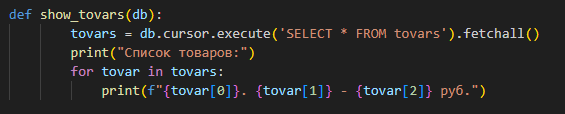 def show_tovars(db):
        tovars = db.cursor.execute('SELECT * FROM tovars').fetchall()
        print("Список товаров:")
        for tovar in tovars:
            print(f"{tovar[0]}. {tovar[1]} - {tovar[2]} руб.")